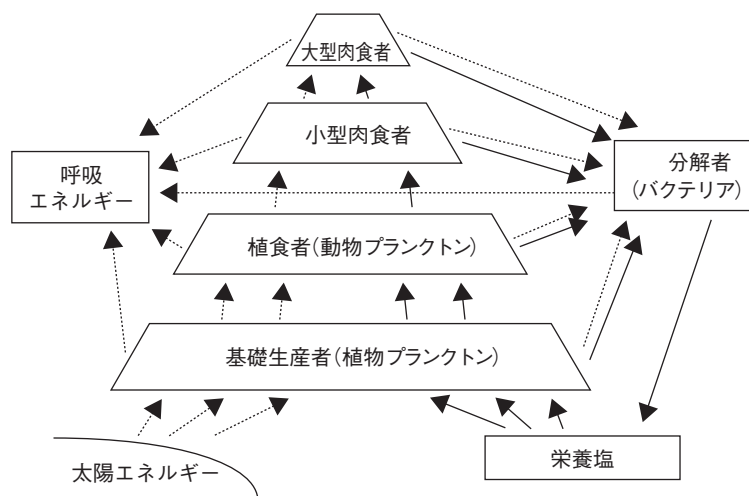 大型肉食者
小型肉食者
呼吸
エネルギー
分解者
(バクテリア)
植食者(動物プランクトン)
基礎生産者(植物プランクトン)
太陽エネルギー
栄養塩